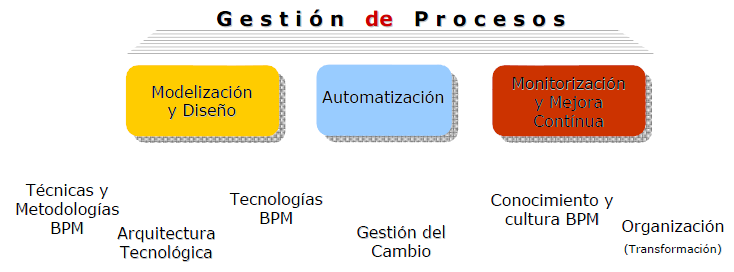 Gestión de Procesos
Modelización
y Diseño
Automatización
Monitorización
y Mejora
Contínua
Técnicas y
Metodologías
BPM
Arquitectura
Tecnológica
Tecnologías
BPM
Gestión del
Cambio
Conocimiento y
cultura BPM
Organización
(Transformación)